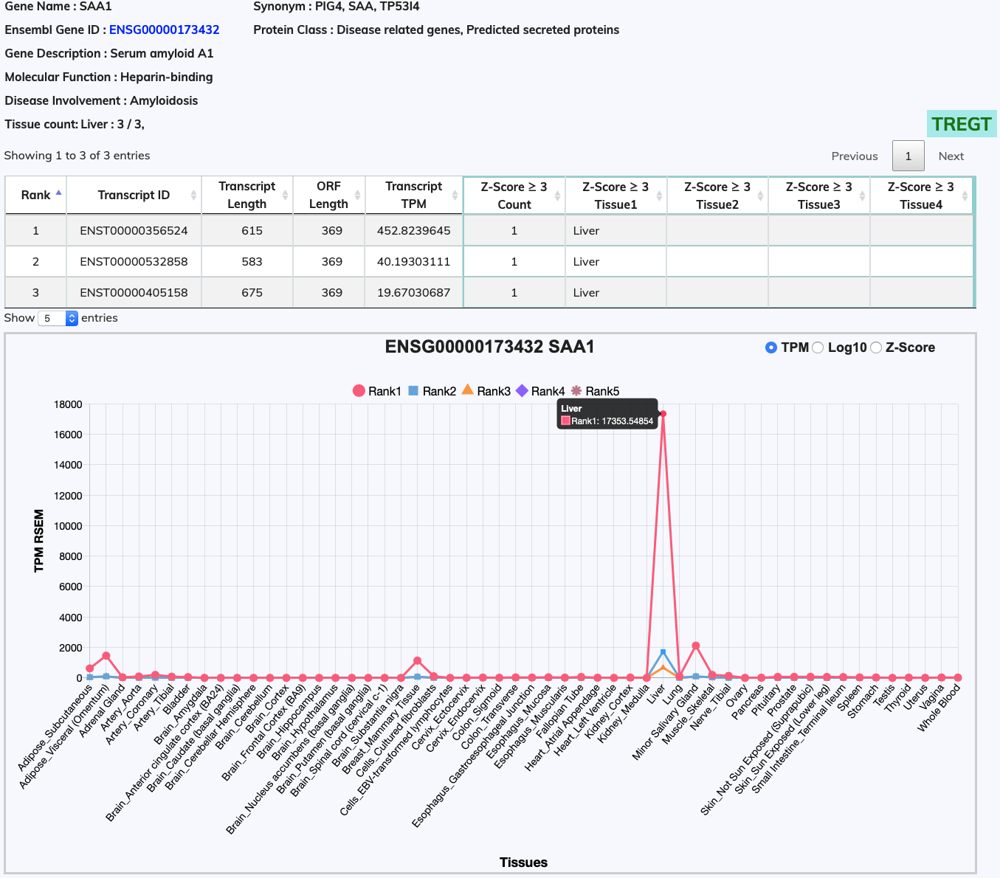 Gene Name : SAA1 Synonym : PIG4, SAA, TP53I4
Ensembl Gene ID : ENSG00000173432 Protein Class : Disease related genes, Predicted secreted proteins
Gene Description : Serum amyloid A1
Molecular Function : Heparin-binding
Disease Involvement : Amyloidosis
Tissue count: Liver : 3 / 3,
TREGT
Showing 1 to 3 of 3 entries Previous 1 Next
Rank Transcript ID Transcript Length ORF Length Transcript TPM Z-Score ≥ 3 Count Z-Score ≥ 3 Tissue1 Z-Score ≥ 3 Tissue2 Z-Score ≥ 3 Tissue3 Z-Score ≥ 3 Tissue4
1 ENST00000356524 615 369 452.8239645 1 Liver
2 ENST00000532858 583 369 40.19303111 1 Liver
3 ENST00000405158 675 369 19.67030687 1 Liver
Show 5 entries
ENSG00000173432 SAA1 TPM Log10 Z-Score
Rank1 Rank2 Rank3 Rank4 Rank5
Liver
Rank1: 17353.54854
TPM RSEM
18000
16000
14000
12000
10000
8000
6000
4000
2000
0
Adipose_Subcutaneous
Adipose_Visceral (Omentum)
Adrenal Gland
Artery_Aorta
Artery_Coronary
Artery_Tibial
Bladder
Brain_Amygdala
Brain_Anterior cingulate cortex (BA24)
Brain_Caudate (basal ganglia)
Brain_Cerebellar Hemisphere
Brain_Cerebellum
Brain_Cortex
Brain_Frontal Cortex (BA9)
Brain_Hippocampus
Brain_Hypothalamus
Brain_Nucleus accumbens (basal ganglia)
Brain_Putamen (basal ganglia)
Brain_Spinal cord (cervical c-1)
Brain_Substantia nigra
Breast_Mammary Tissue
Cells_Cultured fibroblasts
Cells_EBV-transformed lymphocytes
Cervix_Ectocervix
Cervix_Endocervix
Colon_Sigmoid
Colon_Transverse
Esophagus_Gastroesophageal Junction
Esophagus_Mucosa
Esophagus_Muscularis
Fallopian Tube
Heart_Atrial Appendage
Heart_Left Ventricle
Kidney_Cortex
Kidney_Medulla
Liver
Lung
Minor Salivary Gland
Muscle_Skeletal
Nerve_Tibial
Ovary
Pancreas
Pituitary
Prostate
Skin_Not Sun Exposed (Suprapubic)
Skin_Sun Exposed (Lower leg)
Small Intestine_Terminal Ileum
Spleen
Stomach
Testis
Thyroid
Uterus
Vagina
Whole Blood
Tissues